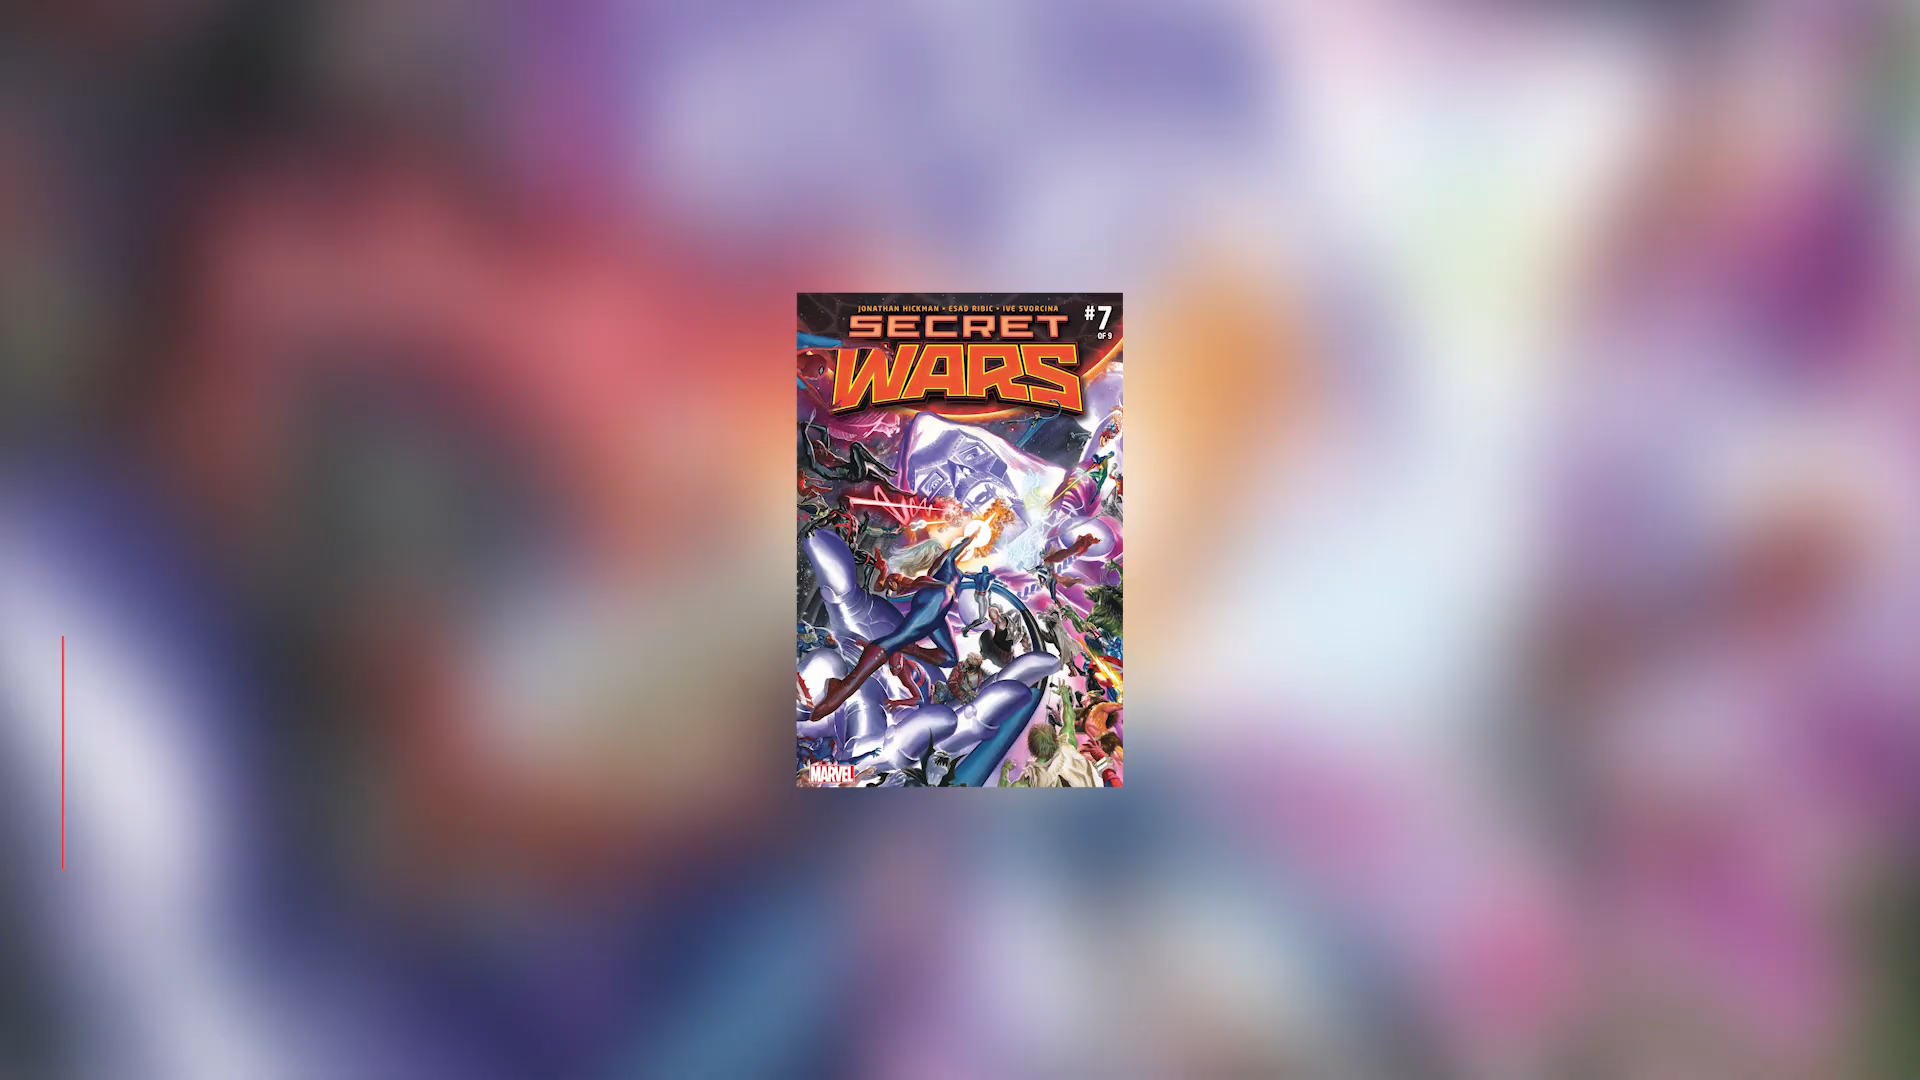 JONATHAN HICKMAN • ESAD RIBIC • IVE SVORCINA
SECRET
WARS
#7
OF 9
MARVEL